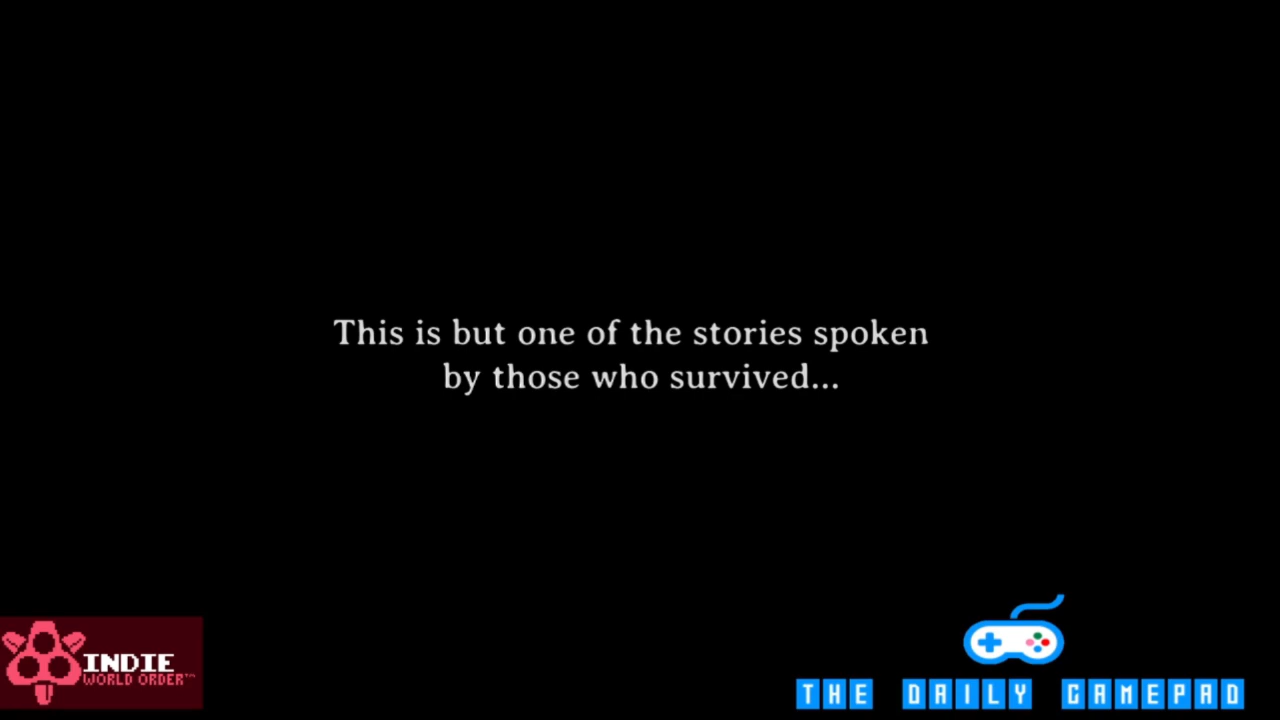 This is but one of the stories spoken
by those who survived...
INDIE
WORLD ORDER™
THE DAILY GAMEPAD